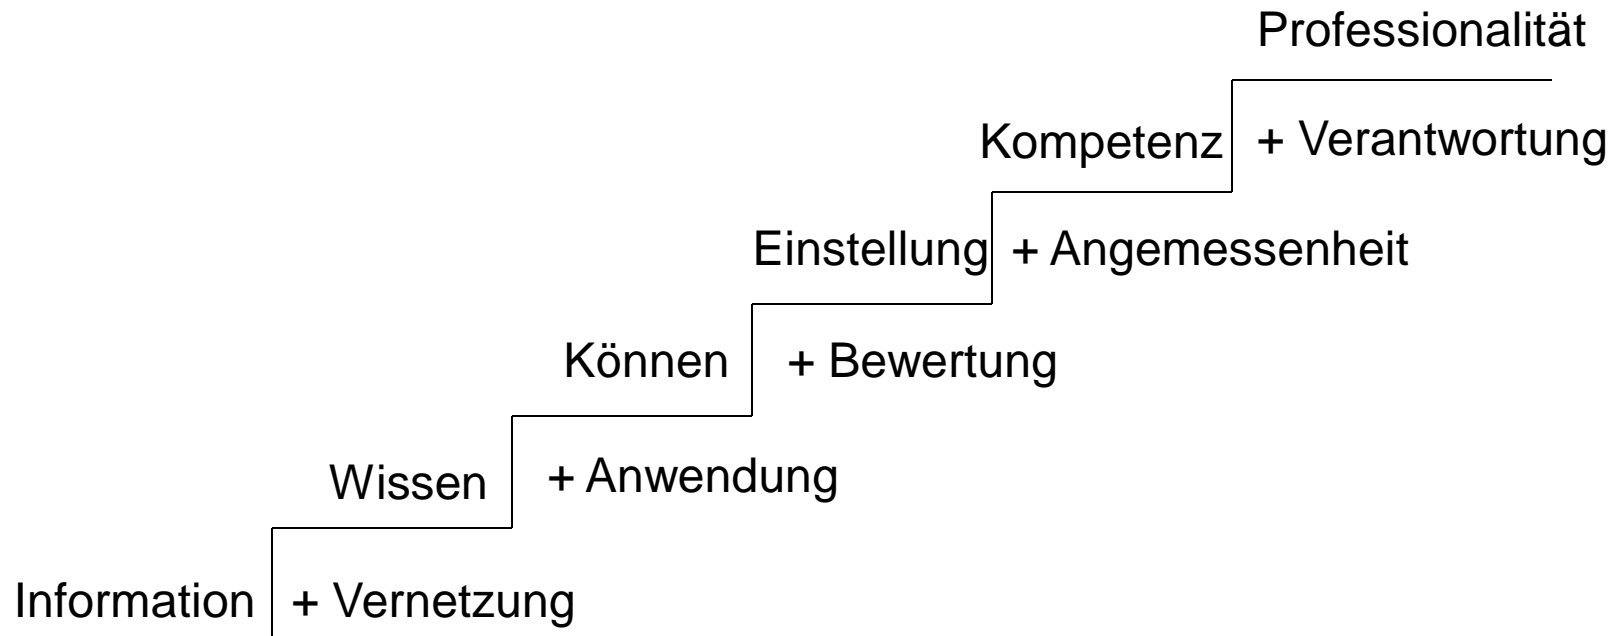 Professionalität
Kompetenz + Verantwortung
Einstellung + Angemessenheit
Können + Bewertung
Wissen + Anwendung
Information + Vernetzung